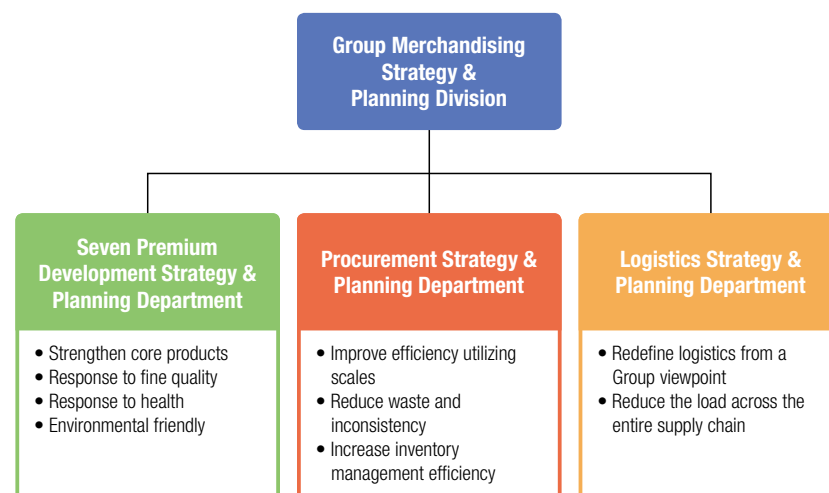 Group Merchandising
Strategy &
Planning Division
Seven Premium
Development Strategy &
Planning Department
• Strengthen core products
• Response to fine quality
• Response to health
• Environmental friendly
Procurement Strategy &
Planning Department
• Improve efficiency utilizing
scales
• Reduce waste and
inconsistency
• Increase inventory
management efficiency
Logistics Strategy &
Planning Department
• Redefine logistics from a
Group viewpoint
• Reduce the load across the
entire supply chain